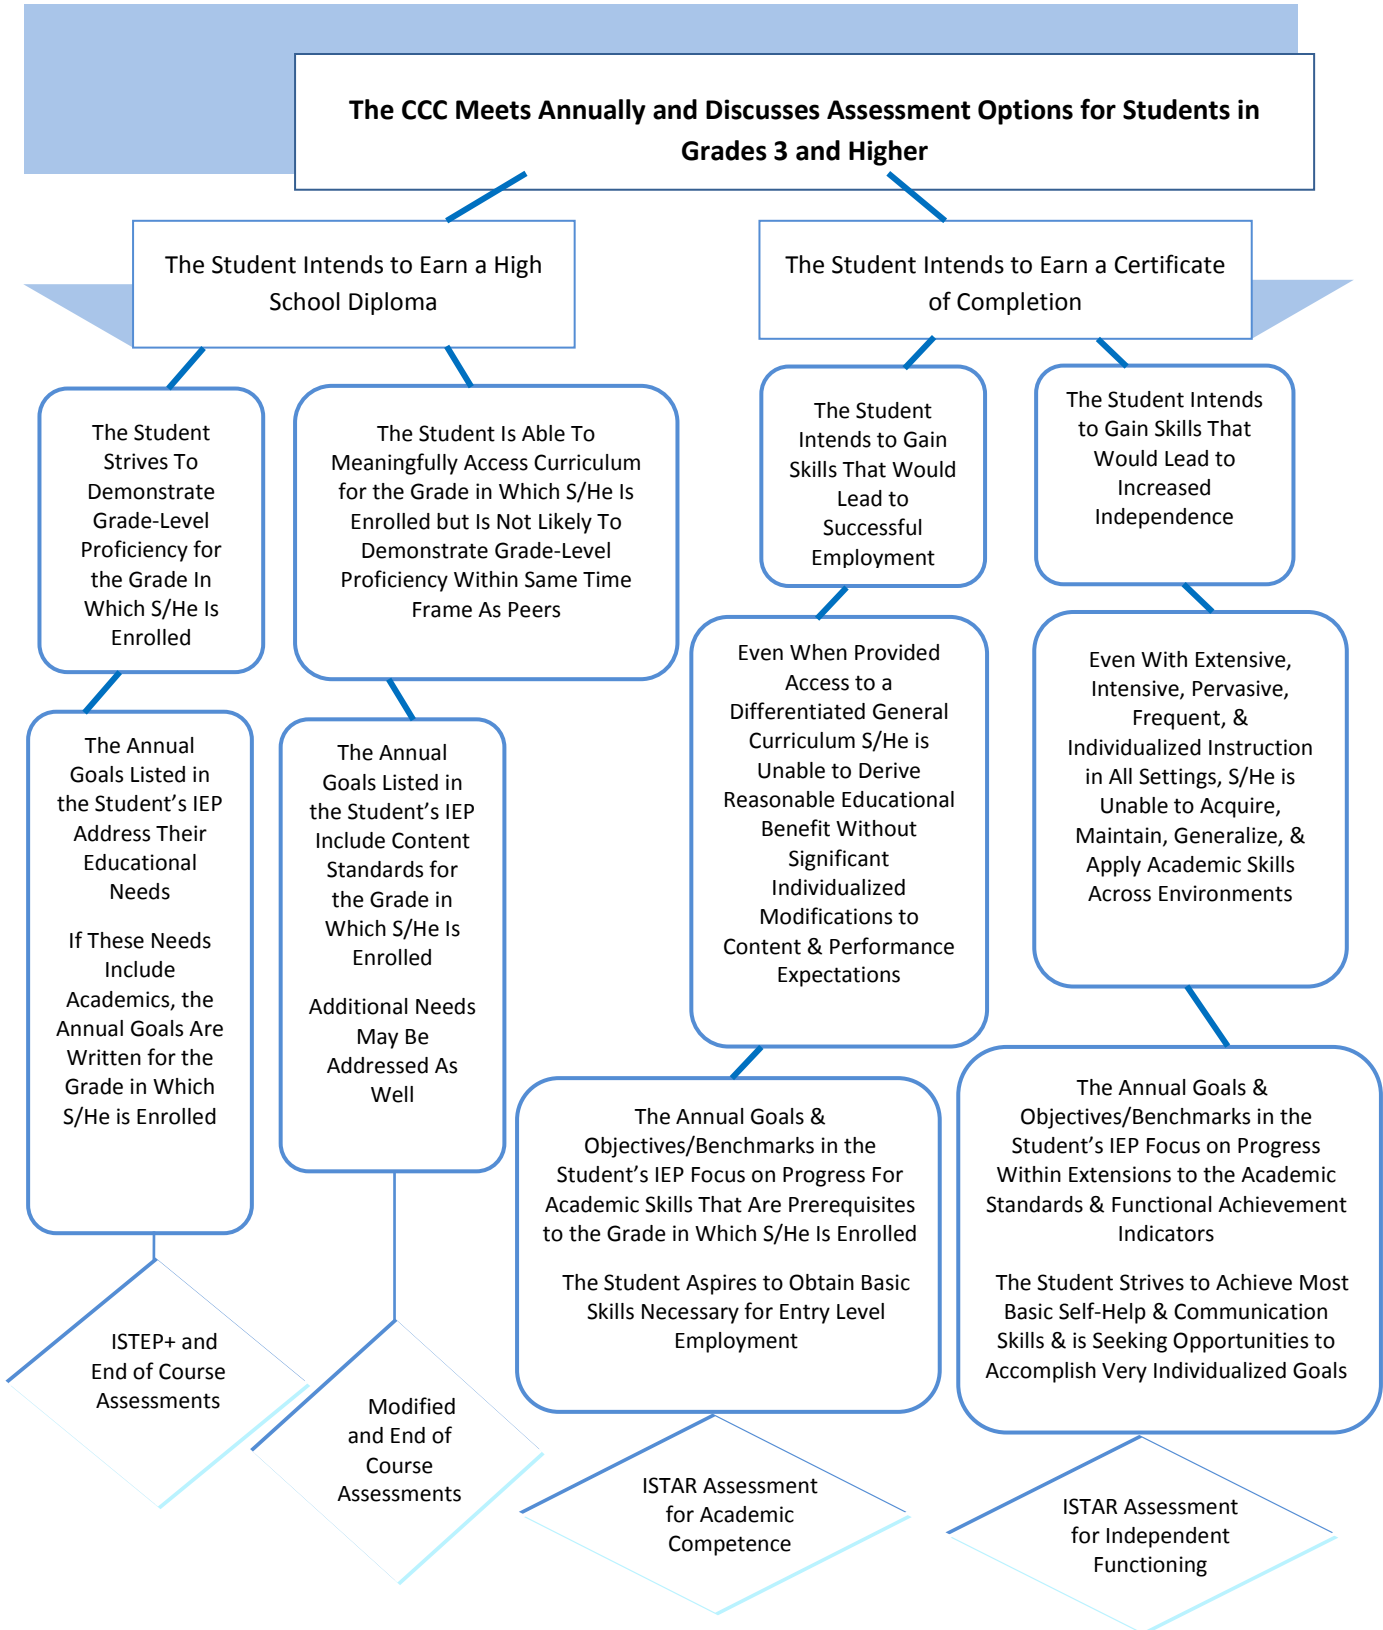 The CCC Meets Annually and Discusses Assessment Options for Students in
Grades 3 and Higher
The Student Intends to Earn a High
School Diploma
The Student Intends to Earn a Certificate
of Completion
The Student
Strives To
Demonstrate
Grade-Level
Proficiency for
the Grade In
Which S/He Is
Enrolled
The Student Is Able To
Meaningfully Access Curriculum
for the Grade in Which S/He Is
Enrolled but Is Not Likely To
Demonstrate Grade-Level
Proficiency Within Same Time
Frame As Peers
The Student
Intends to Gain
Skills That Would
Lead to
Successful
Employment
The Student Intends
to Gain Skills That
Would Lead to
Increased
Independence
The Annual
Goals Listed in
the Student’s IEP
Address Their
Educational
Needs
If These Needs
Include
Academics, the
Annual Goals Are
Written for the
Grade in Which
S/He is Enrolled
The Annual
Goals Listed in
the Student’s IEP
Include Content
Standards for
the Grade in
Which S/He Is
Enrolled
Additional Needs
May Be
Addressed As
Well
Even When Provided
Access to a
Differentiated General
Curriculum S/He is
Unable to Derive
Reasonable Educational
Benefit Without
Significant
Individualized
Modifications to
Content & Performance
Expectations
Even With Extensive,
Intensive, Pervasive,
Frequent, &
Individualized Instruction
in All Settings, S/He is
Unable to Acquire,
Maintain, Generalize, &
Apply Academic Skills
Across Environments
The Annual Goals &
Objectives/Benchmarks in the
Student’s IEP Focus on Progress For
Academic Skills That Are Prerequisites
to the Grade in Which S/He Is Enrolled
The Student Aspires to Obtain Basic
Skills Necessary for Entry Level
Employment
The Annual Goals &
Objectives/Benchmarks in the
Student’s IEP Focus on Progress
Within Extensions to the Academic
Standards & Functional Achievement
Indicators
The Student Strives to Achieve Most
Basic Self-Help & Communication
Skills & is Seeking Opportunities to
Accomplish Very Individualized Goals
ISTEP+ and
End of Course
Assessments
Modified
and End of
Course
Assessments
ISTAR Assessment
for Academic
Competence
ISTAR Assessment
for Independent
Functioning